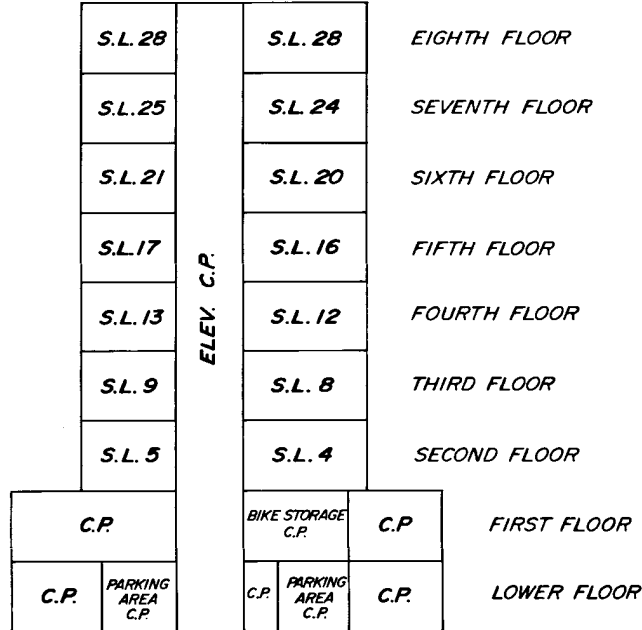 S.L. 28 S.L. 28 EIGHTH FLOOR
S.L. 25 S.L. 24 SEVENTH FLOOR
S.L. 21 S.L. 20 SIXTH FLOOR
S.L. 17 S.L. 16 FIFTH FLOOR
ELEV. C.P.
S.L. 13 S.L. 12 FOURTH FLOOR
S.L. 9 S.L. 8 THIRD FLOOR
S.L. 5 S.L. 4 SECOND FLOOR
C.P. BIKE STORAGE C.P FIRST FLOOR
C.P.
C.P. PARKING C.P. PARKING C.P. LOWER FLOOR
AREA AREA
C.P. C.P.